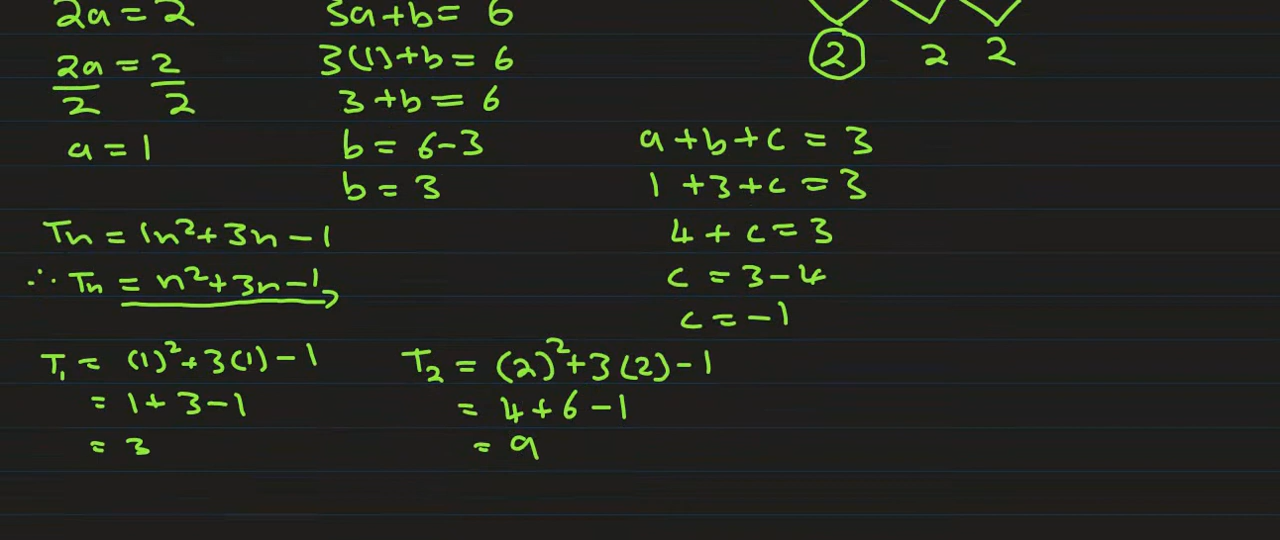 2a = 2
2a/2 = 2/2
a = 1
3a+b = 6
3(1)+b = 6
3+b = 6
b = 6-3
b = 3
2 2 2
a+b+c = 3
1+3+c = 3
4+c = 3
c = 3-4
c = -1
Tn = 1n²+3n-1
∴ Tn = n²+3n-1
T₁ = (1)²+3(1)-1
= 1+3-1
= 3
T₂ = (2)²+3(2)-1
= 4+6-1
= 9